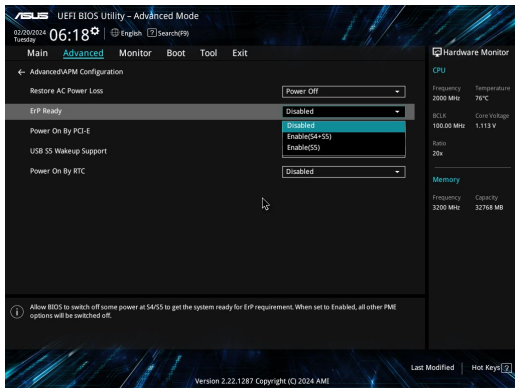 ASUS UEFI BIOS Utility – Advanced Mode
02/20/2024 Tuesday 06:18 English ? Search(F9)
Main Advanced Monitor Boot Tool Exit
Hardware Monitor
← Advanced\APM Configuration
CPU
Restore AC Power Loss Power Off
Frequency Temperature
2000 MHz 76°C
ErP Ready Disabled
BCLK Core Voltage
100.00 MHz 1.113 V
Disabled
Enable(S4+S5)
Enable(S5)
Power On By PCI-E
USB S5 Wakeup Support
Ratio
20x
Power On By RTC Disabled
Memory
Frequency Capacity
3200 MHz 32768 MB
Allow BIOS to switch off some power at S4/S5 to get the system ready for ErP requirement. When set to Enabled, all other PME
options will be switched off.
Last Modified Hot Keys ?
Version 2.22.1287 Copyright (C) 2024 AMI